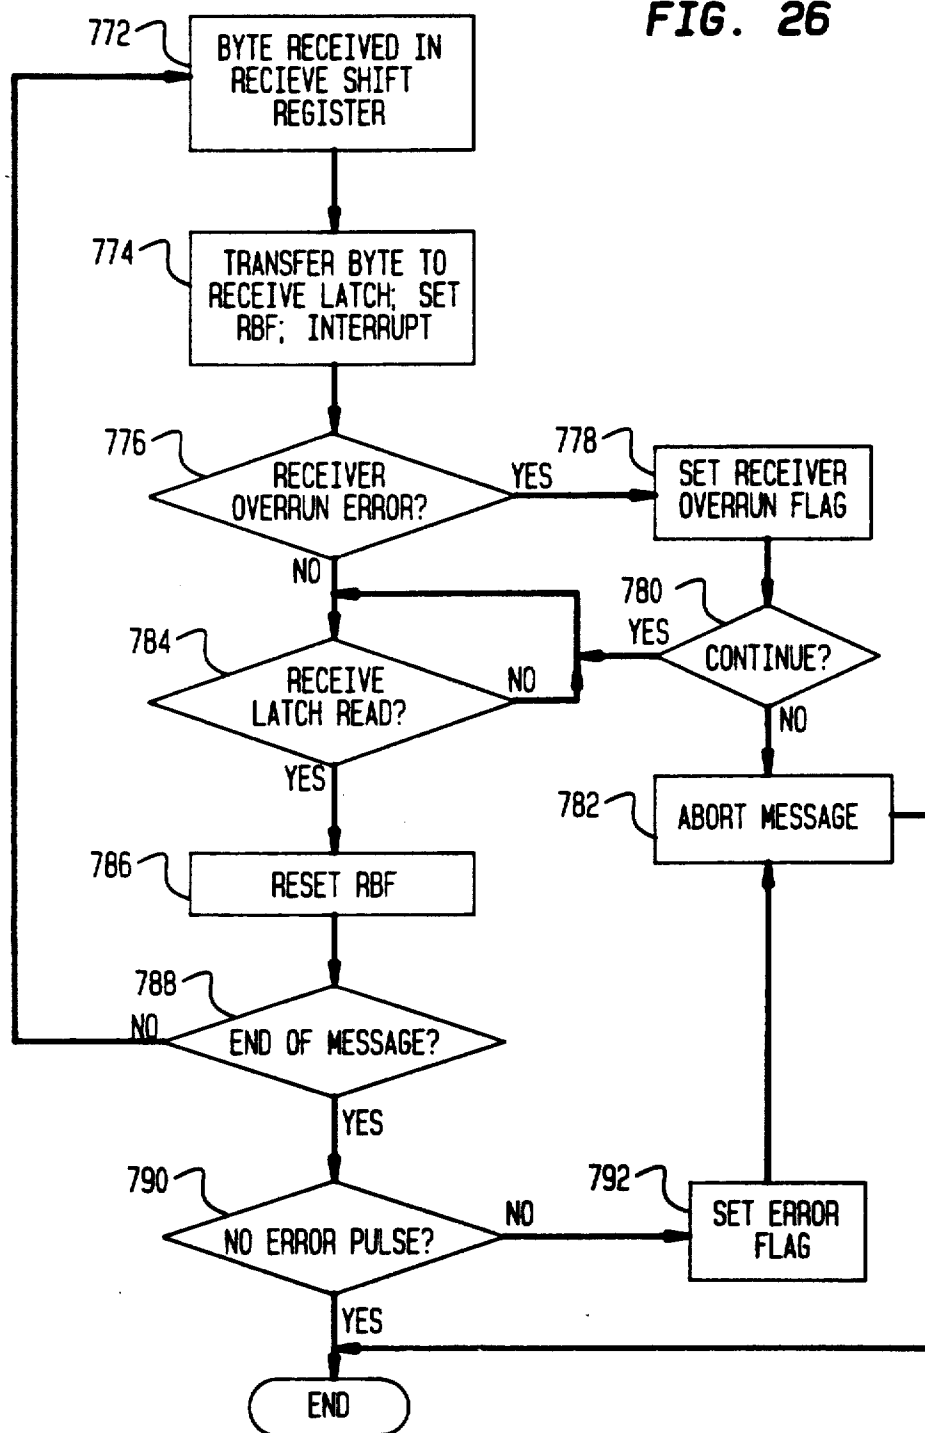 FIG. 26
772
BYTE RECEIVED IN
RECIEVE SHIFT
REGISTER
774
TRANSFER BYTE TO
RECEIVE LATCH; SET
RBF; INTERRUPT
776
RECEIVER
OVERRUN ERROR?
YES
NO
778
SET RECEIVER
OVERRUN FLAG
780
CONTINUE?
YES
NO
784
RECEIVE
LATCH READ?
NO
YES
782
ABORT MESSAGE
786
RESET RBF
788
END OF MESSAGE?
NO
YES
790
NO ERROR PULSE?
NO
YES
792
SET ERROR
FLAG
END